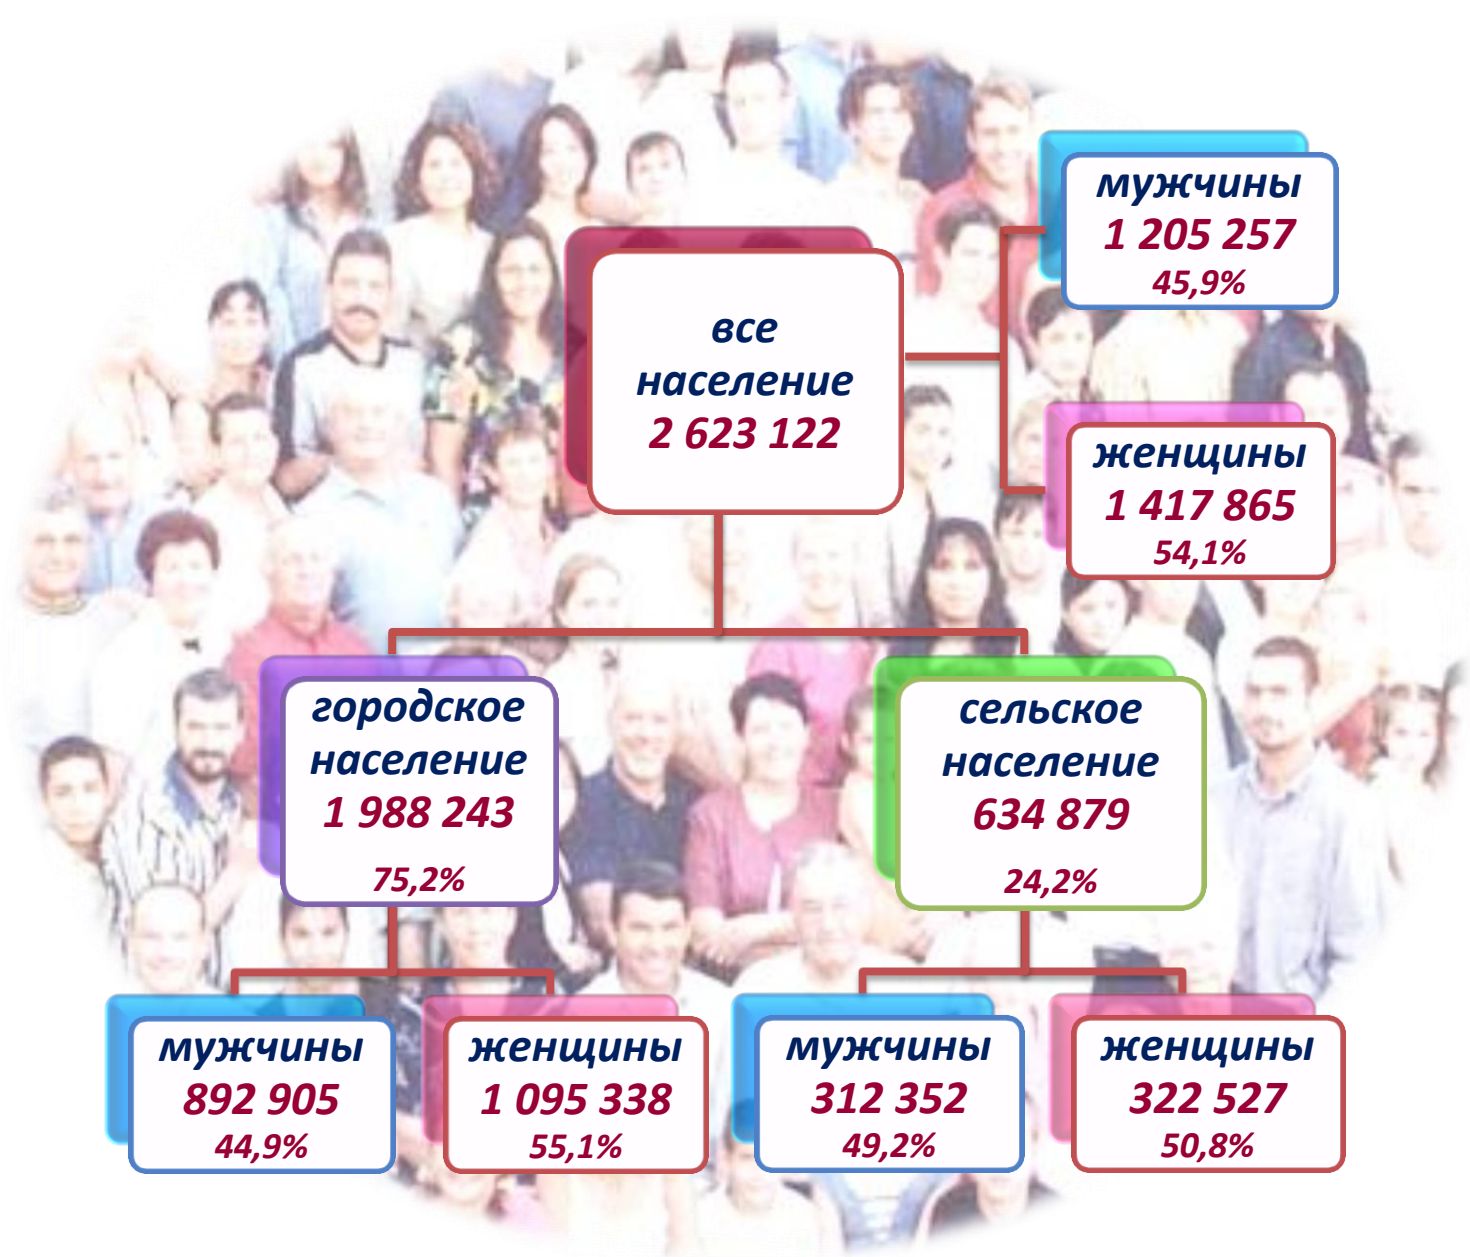 все
население
2 623 122
мужчины
1 205 257
45,9%
женщины
1 417 865
54,1%
городское
население
1 988 243
75,2%
сельское
население
634 879
24,2%
мужчины
892 905
44,9%
женщины
1 095 338
55,1%
мужчины
312 352
49,2%
женщины
322 527
50,8%